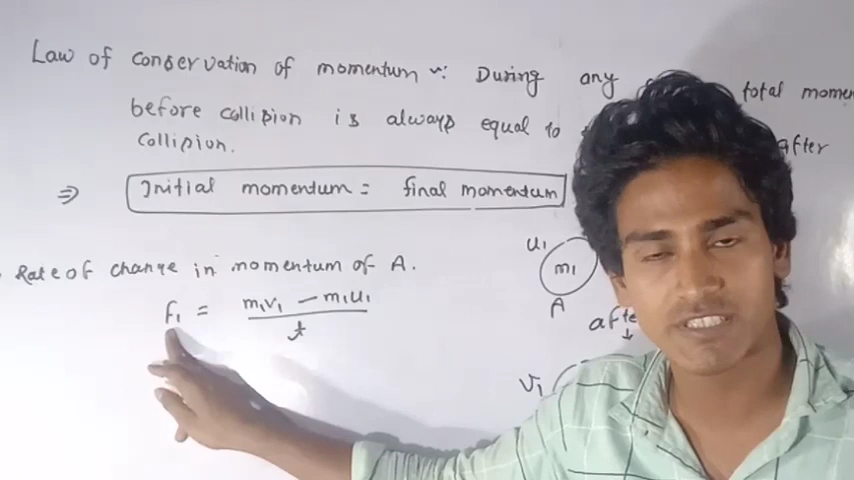 Law of conservation of momentum ~: During any total mome
before collision is always equal to after
collision.
⇒ Initial momentum = final momentum
Rate of change in momentum of A.
f₁ = (m₁v₁ − m₁u₁) / t
u₁
m₁
A
after
↓
v₁